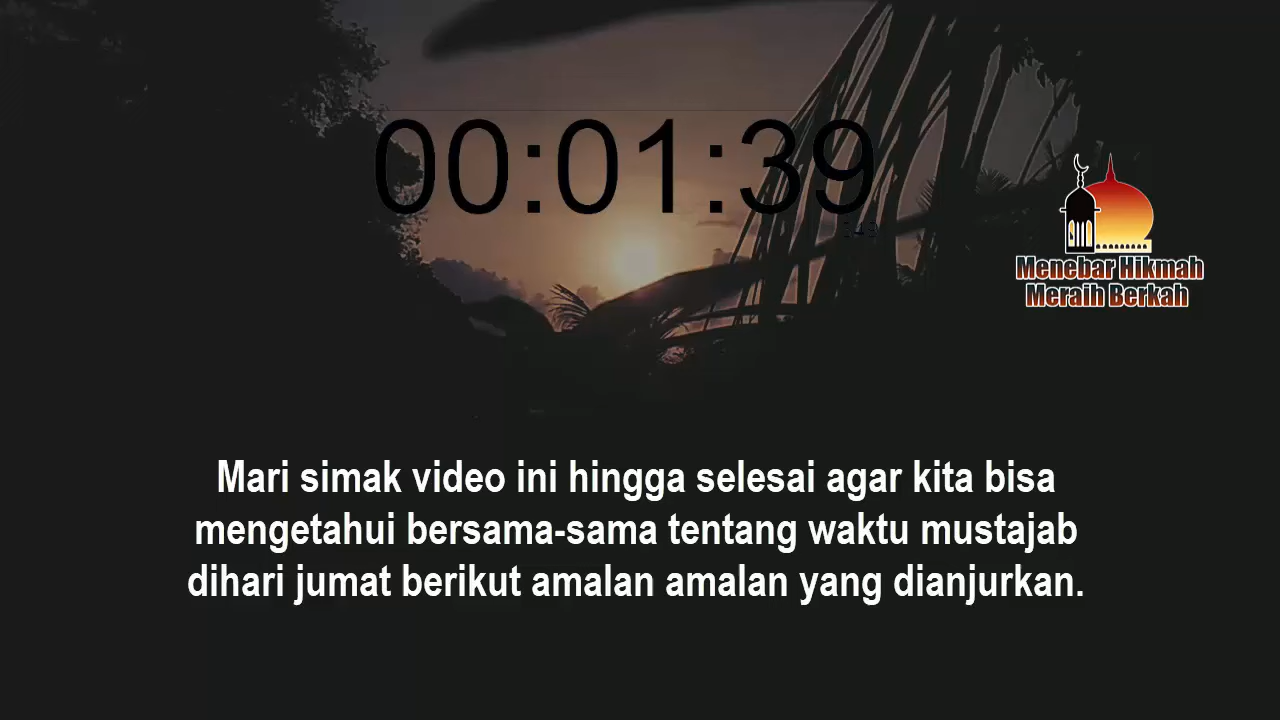 00:01:39
Menebar Hikmah
Meraih Berkah
Mari simak video ini hingga selesai agar kita bisa
mengetahui bersama-sama tentang waktu mustajab
dihari jumat berikut amalan amalan yang dianjurkan.